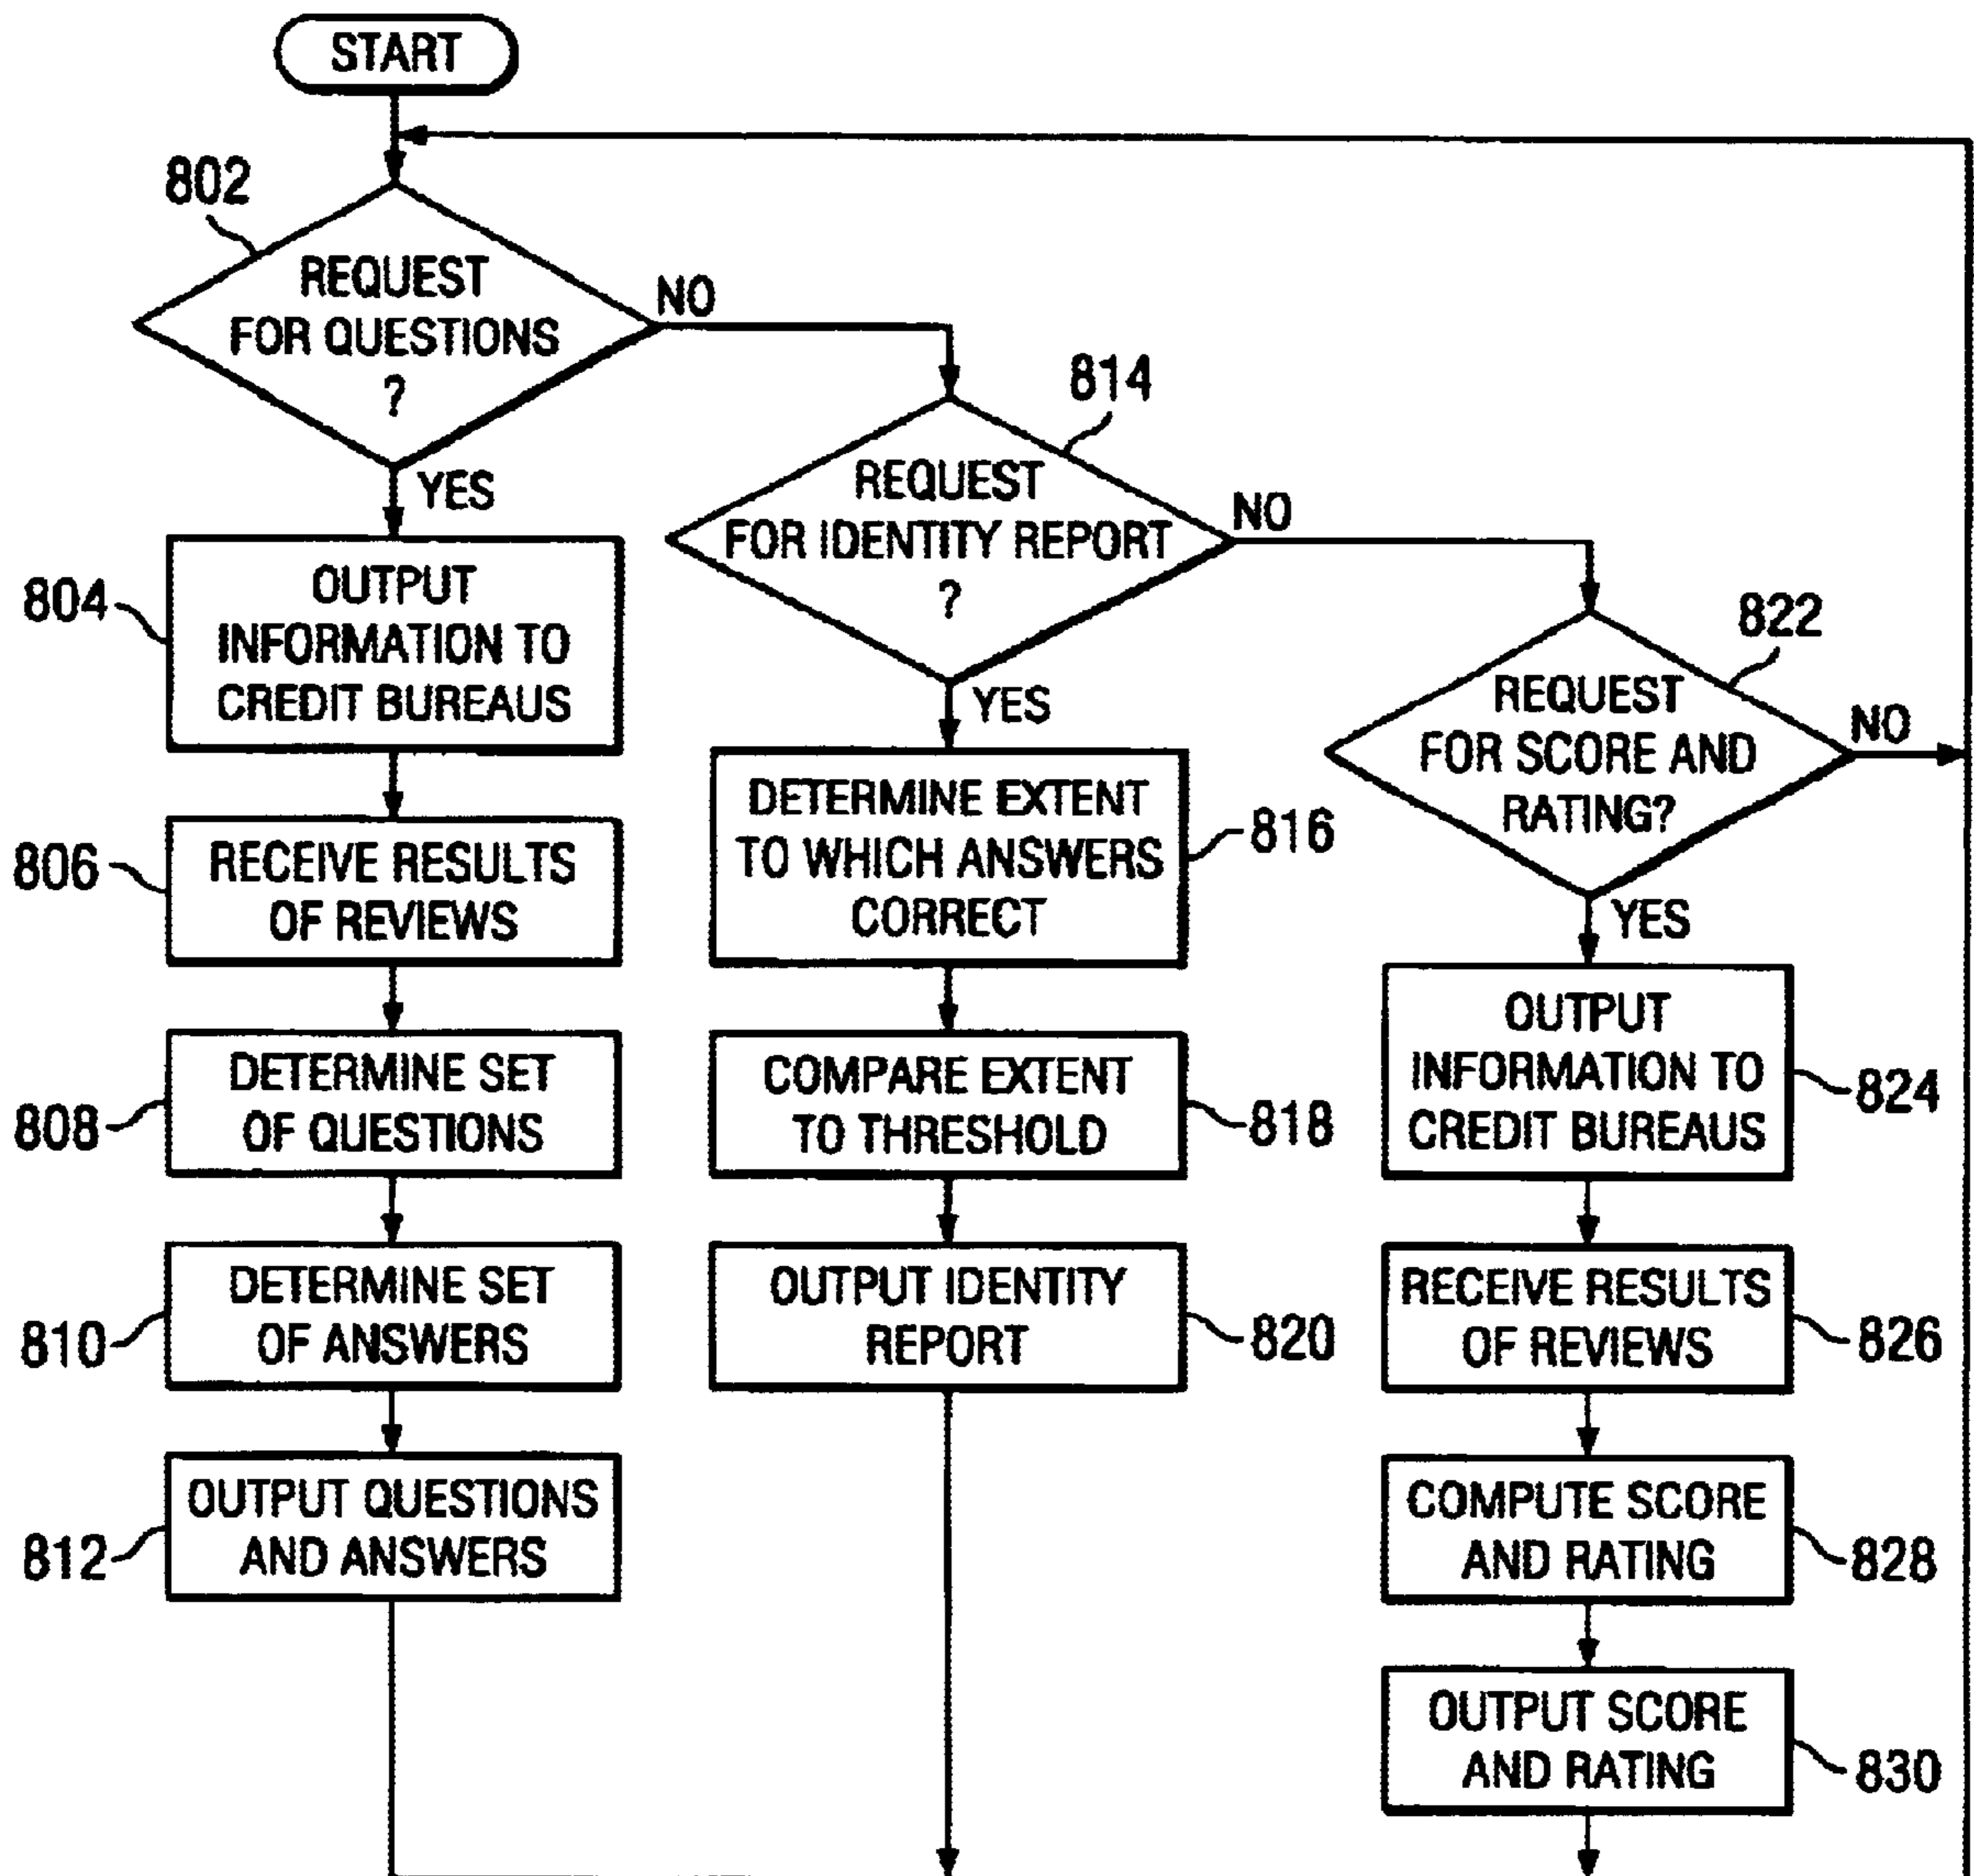 START
802
REQUEST
FOR QUESTIONS
?
NO
YES
804
OUTPUT
INFORMATION TO
CREDIT BUREAUS
806
RECEIVE RESULTS
OF REVIEWS
808
DETERMINE SET
OF QUESTIONS
810
DETERMINE SET
OF ANSWERS
812
OUTPUT QUESTIONS
AND ANSWERS
814
REQUEST
FOR IDENTITY REPORT
?
NO
YES
DETERMINE EXTENT
TO WHICH ANSWERS
CORRECT
816
COMPARE EXTENT
TO THRESHOLD
818
OUTPUT IDENTITY
REPORT
820
822
REQUEST
FOR SCORE AND
RATING?
NO
YES
OUTPUT
INFORMATION TO
CREDIT BUREAUS
824
RECEIVE RESULTS
OF REVIEWS
826
COMPUTE SCORE
AND RATING
828
OUTPUT SCORE
AND RATING
830